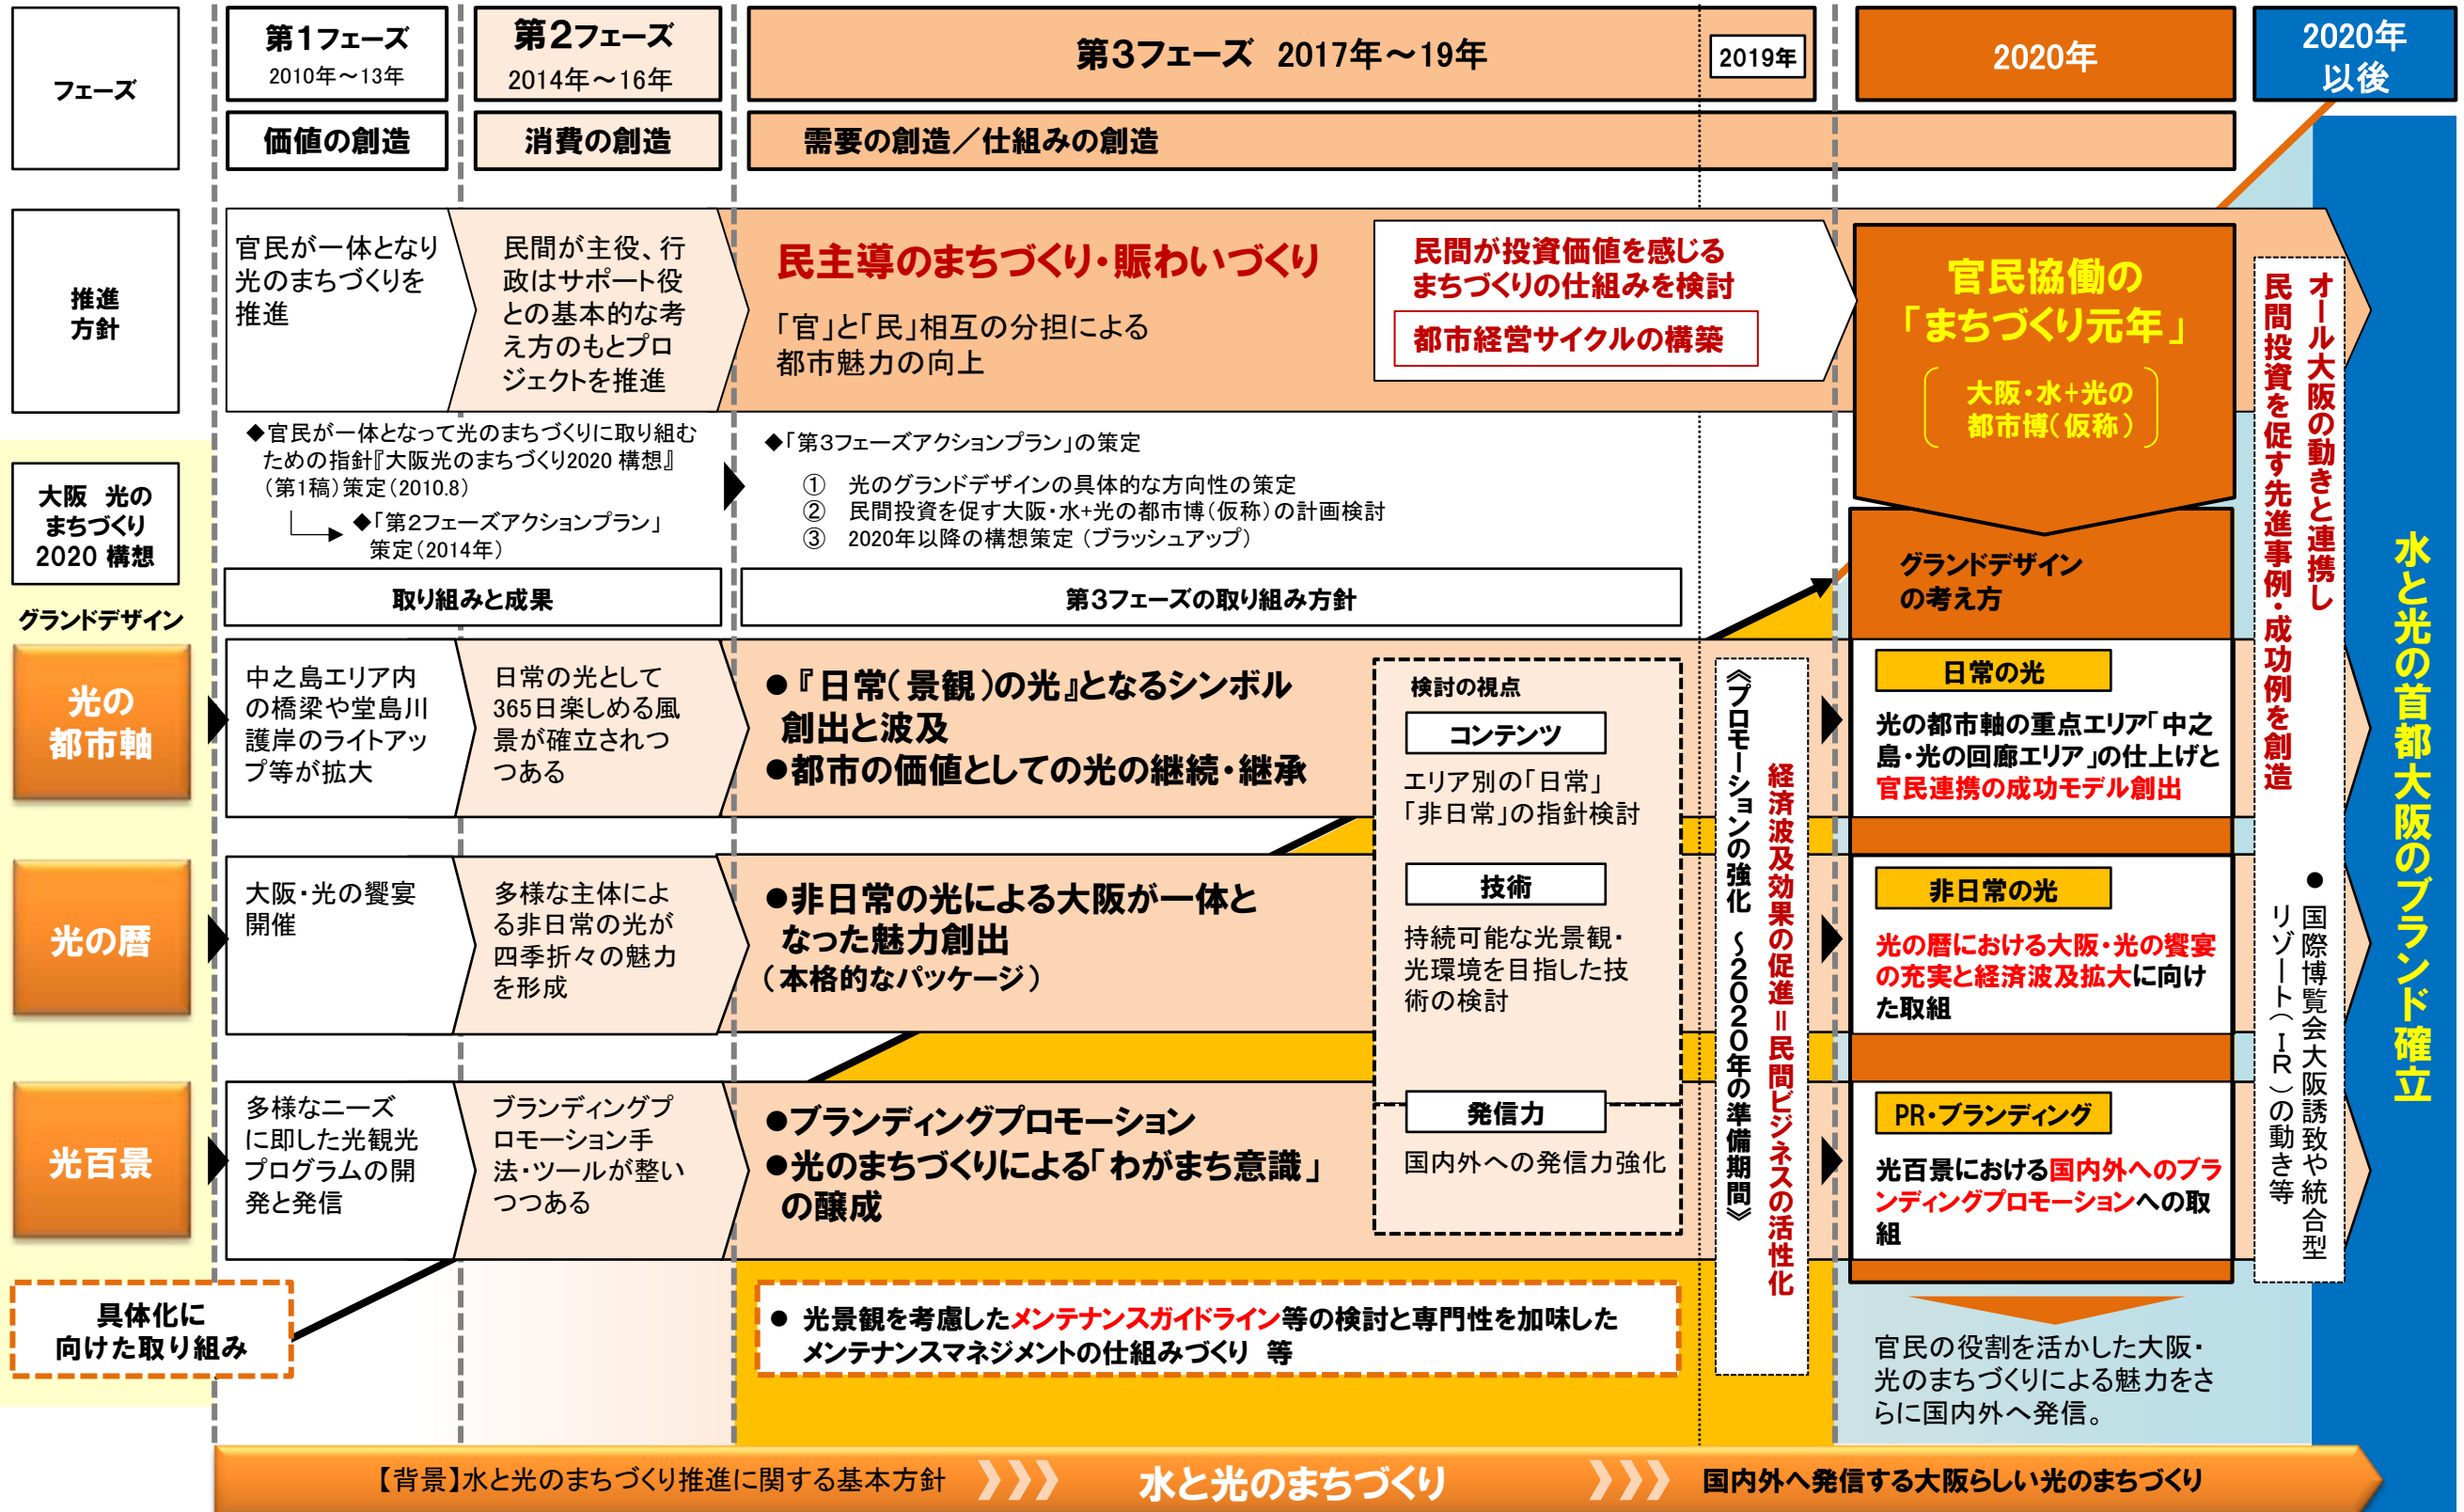 フェーズ
第1フェーズ
2010年～13年
第2フェーズ
2014年～16年
第3フェーズ 2017年～19年
2019年
2020年
2020年
以後
価値の創造
消費の創造
需要の創造／仕組みの創造
推進
方針
官民が一体となり
光のまちづくりを
推進
民間が主役、行
政はサポート役
との基本的な考
え方のもとプロ
ジェクトを推進
民主導のまちづくり・賑わいづくり
「官」と「民」相互の分担による
都市魅力の向上
民間が投資価値を感じる
まちづくりの仕組みを検討
都市経営サイクルの構築
官民協働の
「まちづくり元年」
大阪・水+光の
都市博（仮称）
オール大阪の動きと連携し
民間投資を促す先進事例・成功例を創造
●国際博覧会大阪誘致や統合型
リゾート（IR）の動き等
水と光の首都大阪のブランド確立
大阪 光の
まちづくり
2020 構想
◆官民が一体となって光のまちづくりに取り組む
ための指針『大阪光のまちづくり2020 構想』
（第1稿）策定（2010.8）
◆「第2フェーズアクションプラン」
策定（2014年）
◆「第3フェーズアクションプラン」の策定
① 光のグランドデザインの具体的な方向性の策定
② 民間投資を促す大阪・水+光の都市博（仮称）の計画検討
③ 2020年以降の構想策定（ブラッシュアップ）
取り組みと成果
第3フェーズの取り組み方針
グランドデザイン
の考え方
グランドデザイン
光の
都市軸
中之島エリア内
の橋梁や堂島川
護岸のライトアッ
プ等が拡大
日常の光として
365日楽しめる風
景が確立されつ
つある
●『日常（景観）の光』となるシンボル
創出と波及
●都市の価値としての光の継続・継承
検討の視点
コンテンツ
エリア別の「日常」
「非日常」の指針検討
技術
持続可能な光景観・
光環境を目指した技
術の検討
発信力
国内外への発信力強化
経済波及効果の促進＝民間ビジネスの活性化
《プロモーションの強化 ～2020年の準備期間》
日常の光
光の都市軸の重点エリア「中之
島・光の回廊エリア」の仕上げと
官民連携の成功モデル創出
光の暦
大阪・光の饗宴
開催
多様な主体によ
る非日常の光が
四季折々の魅力
を形成
●非日常の光による大阪が一体と
なった魅力創出
（本格的なパッケージ）
非日常の光
光の暦における大阪・光の饗宴
の充実と経済波及拡大に向け
た取組
光百景
多様なニーズ
に即した光観光
プログラムの開
発と発信
ブランディングプ
ロモーション手
法・ツールが整い
つつある
●ブランディングプロモーション
●光のまちづくりによる「わがまち意識」
の醸成
PR・ブランディング
光百景における国内外へのブラ
ンディングプロモーションへの取
組
具体化に
向けた取り組み
● 光景観を考慮したメンテナンスガイドライン等の検討と専門性を加味した
メンテナンスマネジメントの仕組みづくり 等
官民の役割を活かした大阪・
光のまちづくりによる魅力をさ
らに国内外へ発信。
【背景】水と光のまちづくり推進に関する基本方針
水と光のまちづくり
国内外へ発信する大阪らしい光のまちづくり